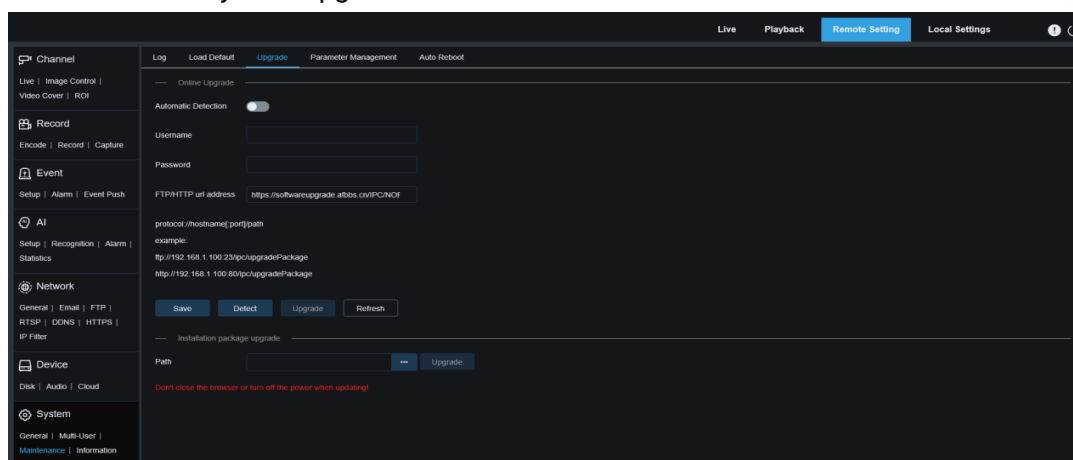 Live Playback Remote Setting Local Settings
Channel
Live | Image Control |
Video Cover | ROI
Record
Encode | Record | Capture
Event
Setup | Alarm | Event Push
AI
Setup | Recognition | Alarm |
Statistics
Network
General | Email | FTP |
RTSP | DDNS | HTTPS |
IP Filter
Device
Disk | Audio | Cloud
System
General | Multi-User |
Maintenance | Information
Log Load Default Upgrade Parameter Management Auto Reboot
Online Upgrade
Automatic Detection
Username
Password
FTP/HTTP url address https://softwareupgrade.afbbs.cn/IPC/NOF
protocol://hostname[:port]/path
example:
ftp://192.168.1.100:23/ipc/upgradePackage
http://192.168.1.100:80/ipc/upgradePackage
Save Detect Upgrade Refresh
Installation package upgrade
Path ... Upgrade
Don't close the browser or turn off the power when updating!